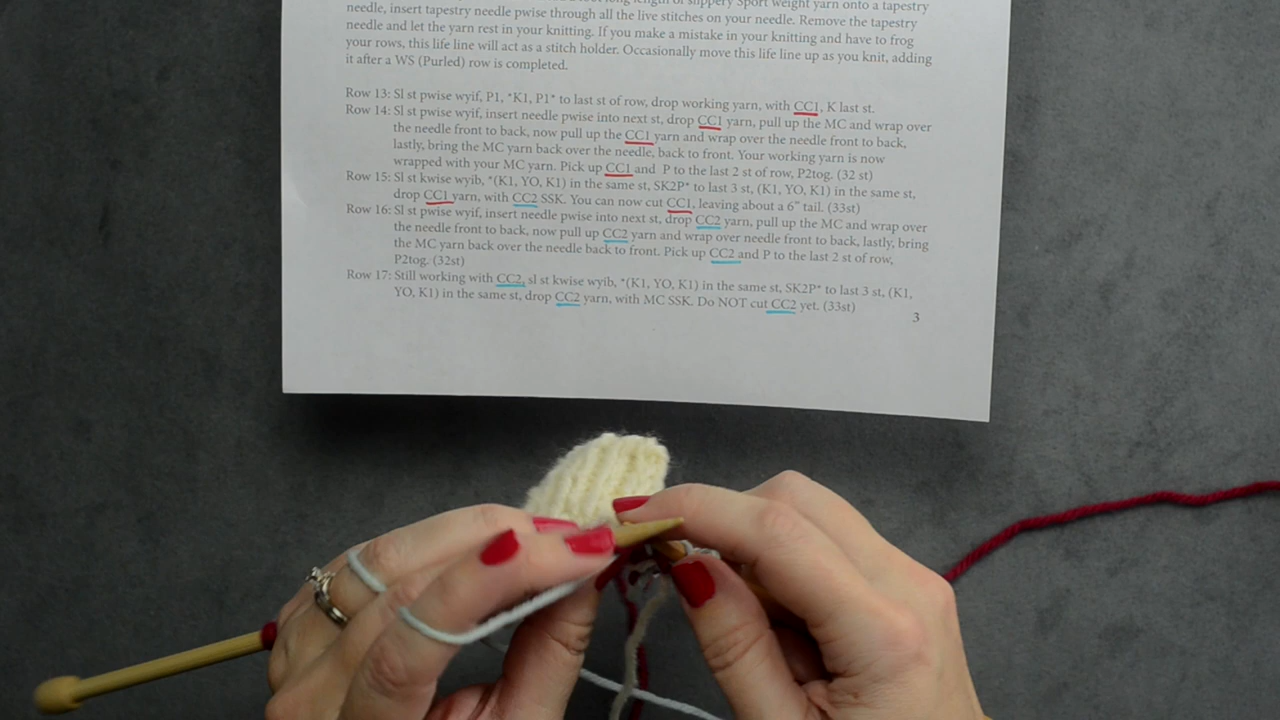 long length of slippery Sport weight yarn onto a tapestry
needle, insert tapestry needle pwise through all the live stitches on your needle. Remove the tapestry
needle and let the yarn rest in your knitting. If you make a mistake in your knitting and have to frog
your rows, this life line will act as a stitch holder. Occasionally move this life line up as you knit, adding
it after a WS (Purled) row is completed.
Row 13: Sl st pwise wyif, P1, *K1, P1* to last st of row, drop working yarn, with CC1, K last st.
Row 14: Sl st pwise wyif, insert needle pwise into next st, drop CC1 yarn, pull up the MC and wrap over
the needle front to back, now pull up the CC1 yarn and wrap over the needle front to back,
lastly, bring the MC yarn back over the needle, back to front. Your working yarn is now
wrapped with your MC yarn. Pick up CC1 and P to the last 2 st of row, P2tog. (32 st)
Row 15: Sl st kwise wyib, *(K1, YO, K1) in the same st, SK2P* to last 3 st, (K1, YO, K1) in the same st,
drop CC1 yarn, with CC2 SSK. You can now cut CC1, leaving about a 6" tail. (33st)
Row 16: Sl st pwise wyif, insert needle pwise into next st, drop CC2 yarn, pull up the MC and wrap over
the needle front to back, now pull up CC2 yarn and wrap over needle front to back, lastly, bring
the MC yarn back over the needle back to front. Pick up CC2 and P to the last 2 st of row,
P2tog. (32st)
Row 17: Still working with CC2, sl st kwise wyib, *(K1, YO, K1) in the same st, SK2P* to last 3 st, (K1,
YO, K1) in the same st, drop CC2 yarn, with MC SSK. Do NOT cut CC2 yet. (33st)
3